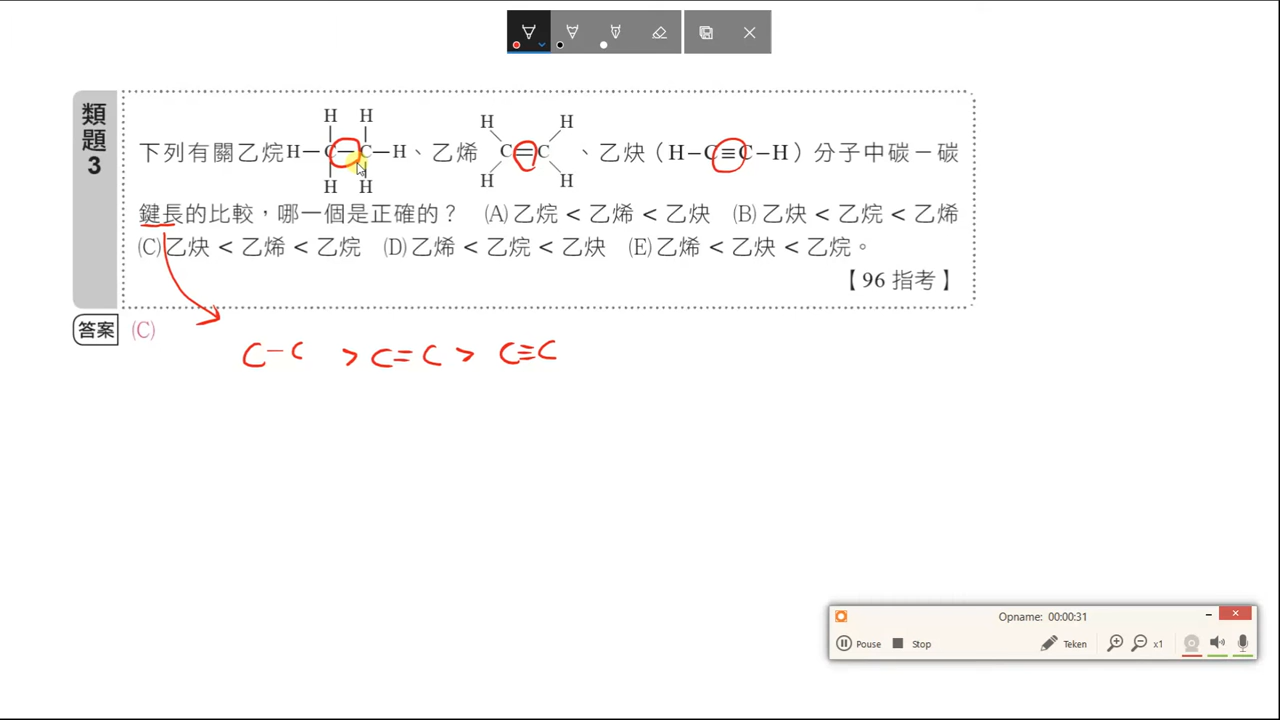 類題3
H H
H H
下列有關乙烷H－C－C－H、乙烯 C＝C 、乙炔（H－C≡C－H）分子中碳－碳
H H
H H
鍵長的比較，哪一個是正確的？ (A)乙烷＜乙烯＜乙炔 (B)乙炔＜乙烷＜乙烯
(C)乙炔＜乙烯＜乙烷 (D)乙烯＜乙烷＜乙炔 (E)乙烯＜乙炔＜乙烷。
【96 指考】
答案 (C)
C－C > C＝C > C≡C
Opname: 00:00:31
Pause Stop Teken x1